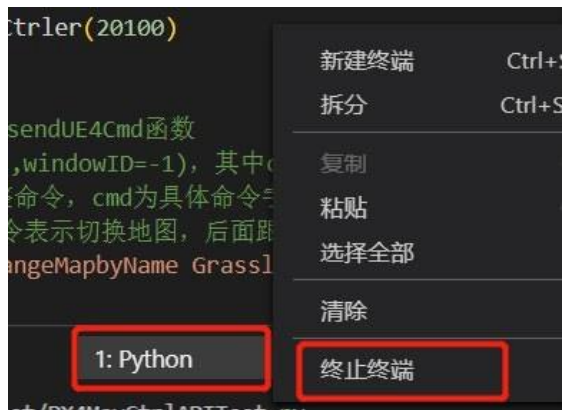 Ctrler(20100)
sendUE4Cmd函数
,windowID=-1)，其中
命令，cmd为具体命令
令表示切换地图，后面跟
angeMapbyName Grassl
新建终端 Ctrl+S
拆分 Ctrl+S
复制
粘贴
选择全部
清除
1: Python
终止终端